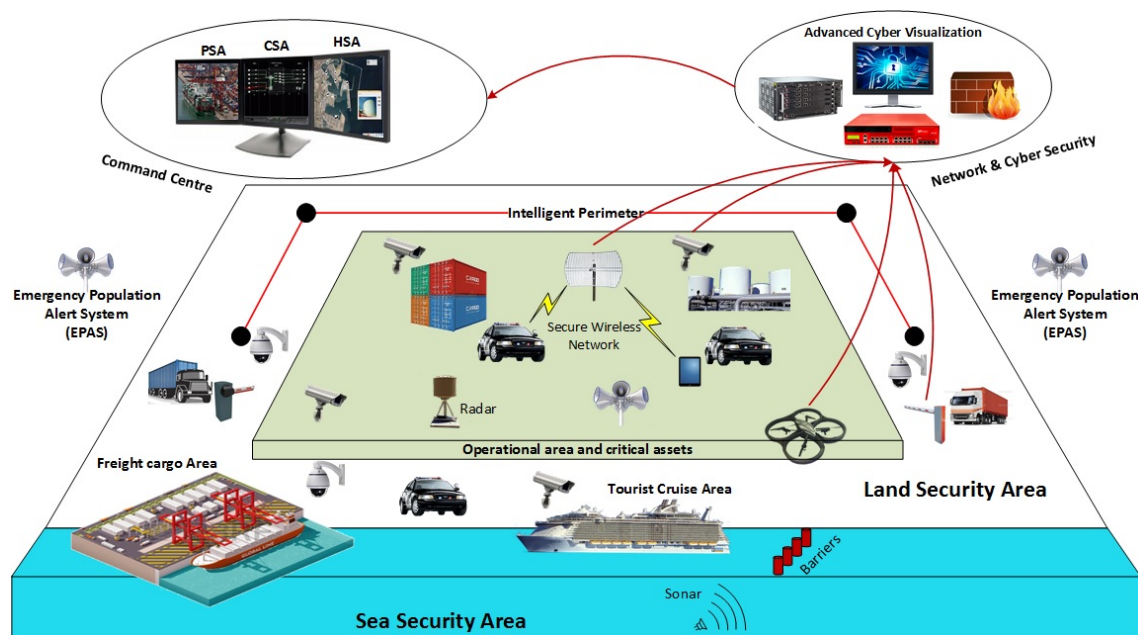 PSA
CSA
HSA
Command Centre
Advanced Cyber Visualization
Network & Cyber Security
Intelligent Perimeter
Emergency Population
Alert System
(EPAS)
Emergency Population
Alert System
(EPAS)
Secure Wireless
Network
Radar
Operational area and critical assets
Freight cargo Area
Tourist Cruise Area
Land Security Area
Barriers
Sonar
Sea Security Area